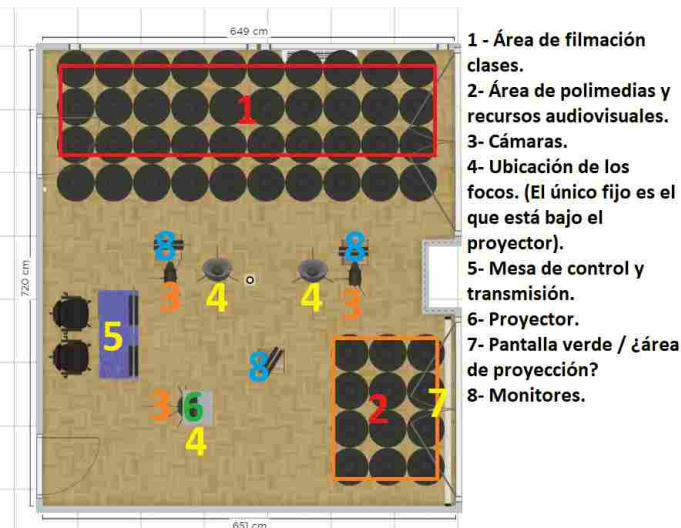 649 cm
1 - Área de filmación
clases.
2- Área de polimedias y
recursos audiovisuales.
3- Cámaras.
4- Ubicación de los
focos. (El único fijo es el
que está bajo el
proyector).
5- Mesa de control y
transmisión.
6- Proyector.
7- Pantalla verde / ¿área
de proyección?
8- Monitores.
1
720 cm
8
8
3
4
4
3
5
8
3
6
4
2
7
651 cm